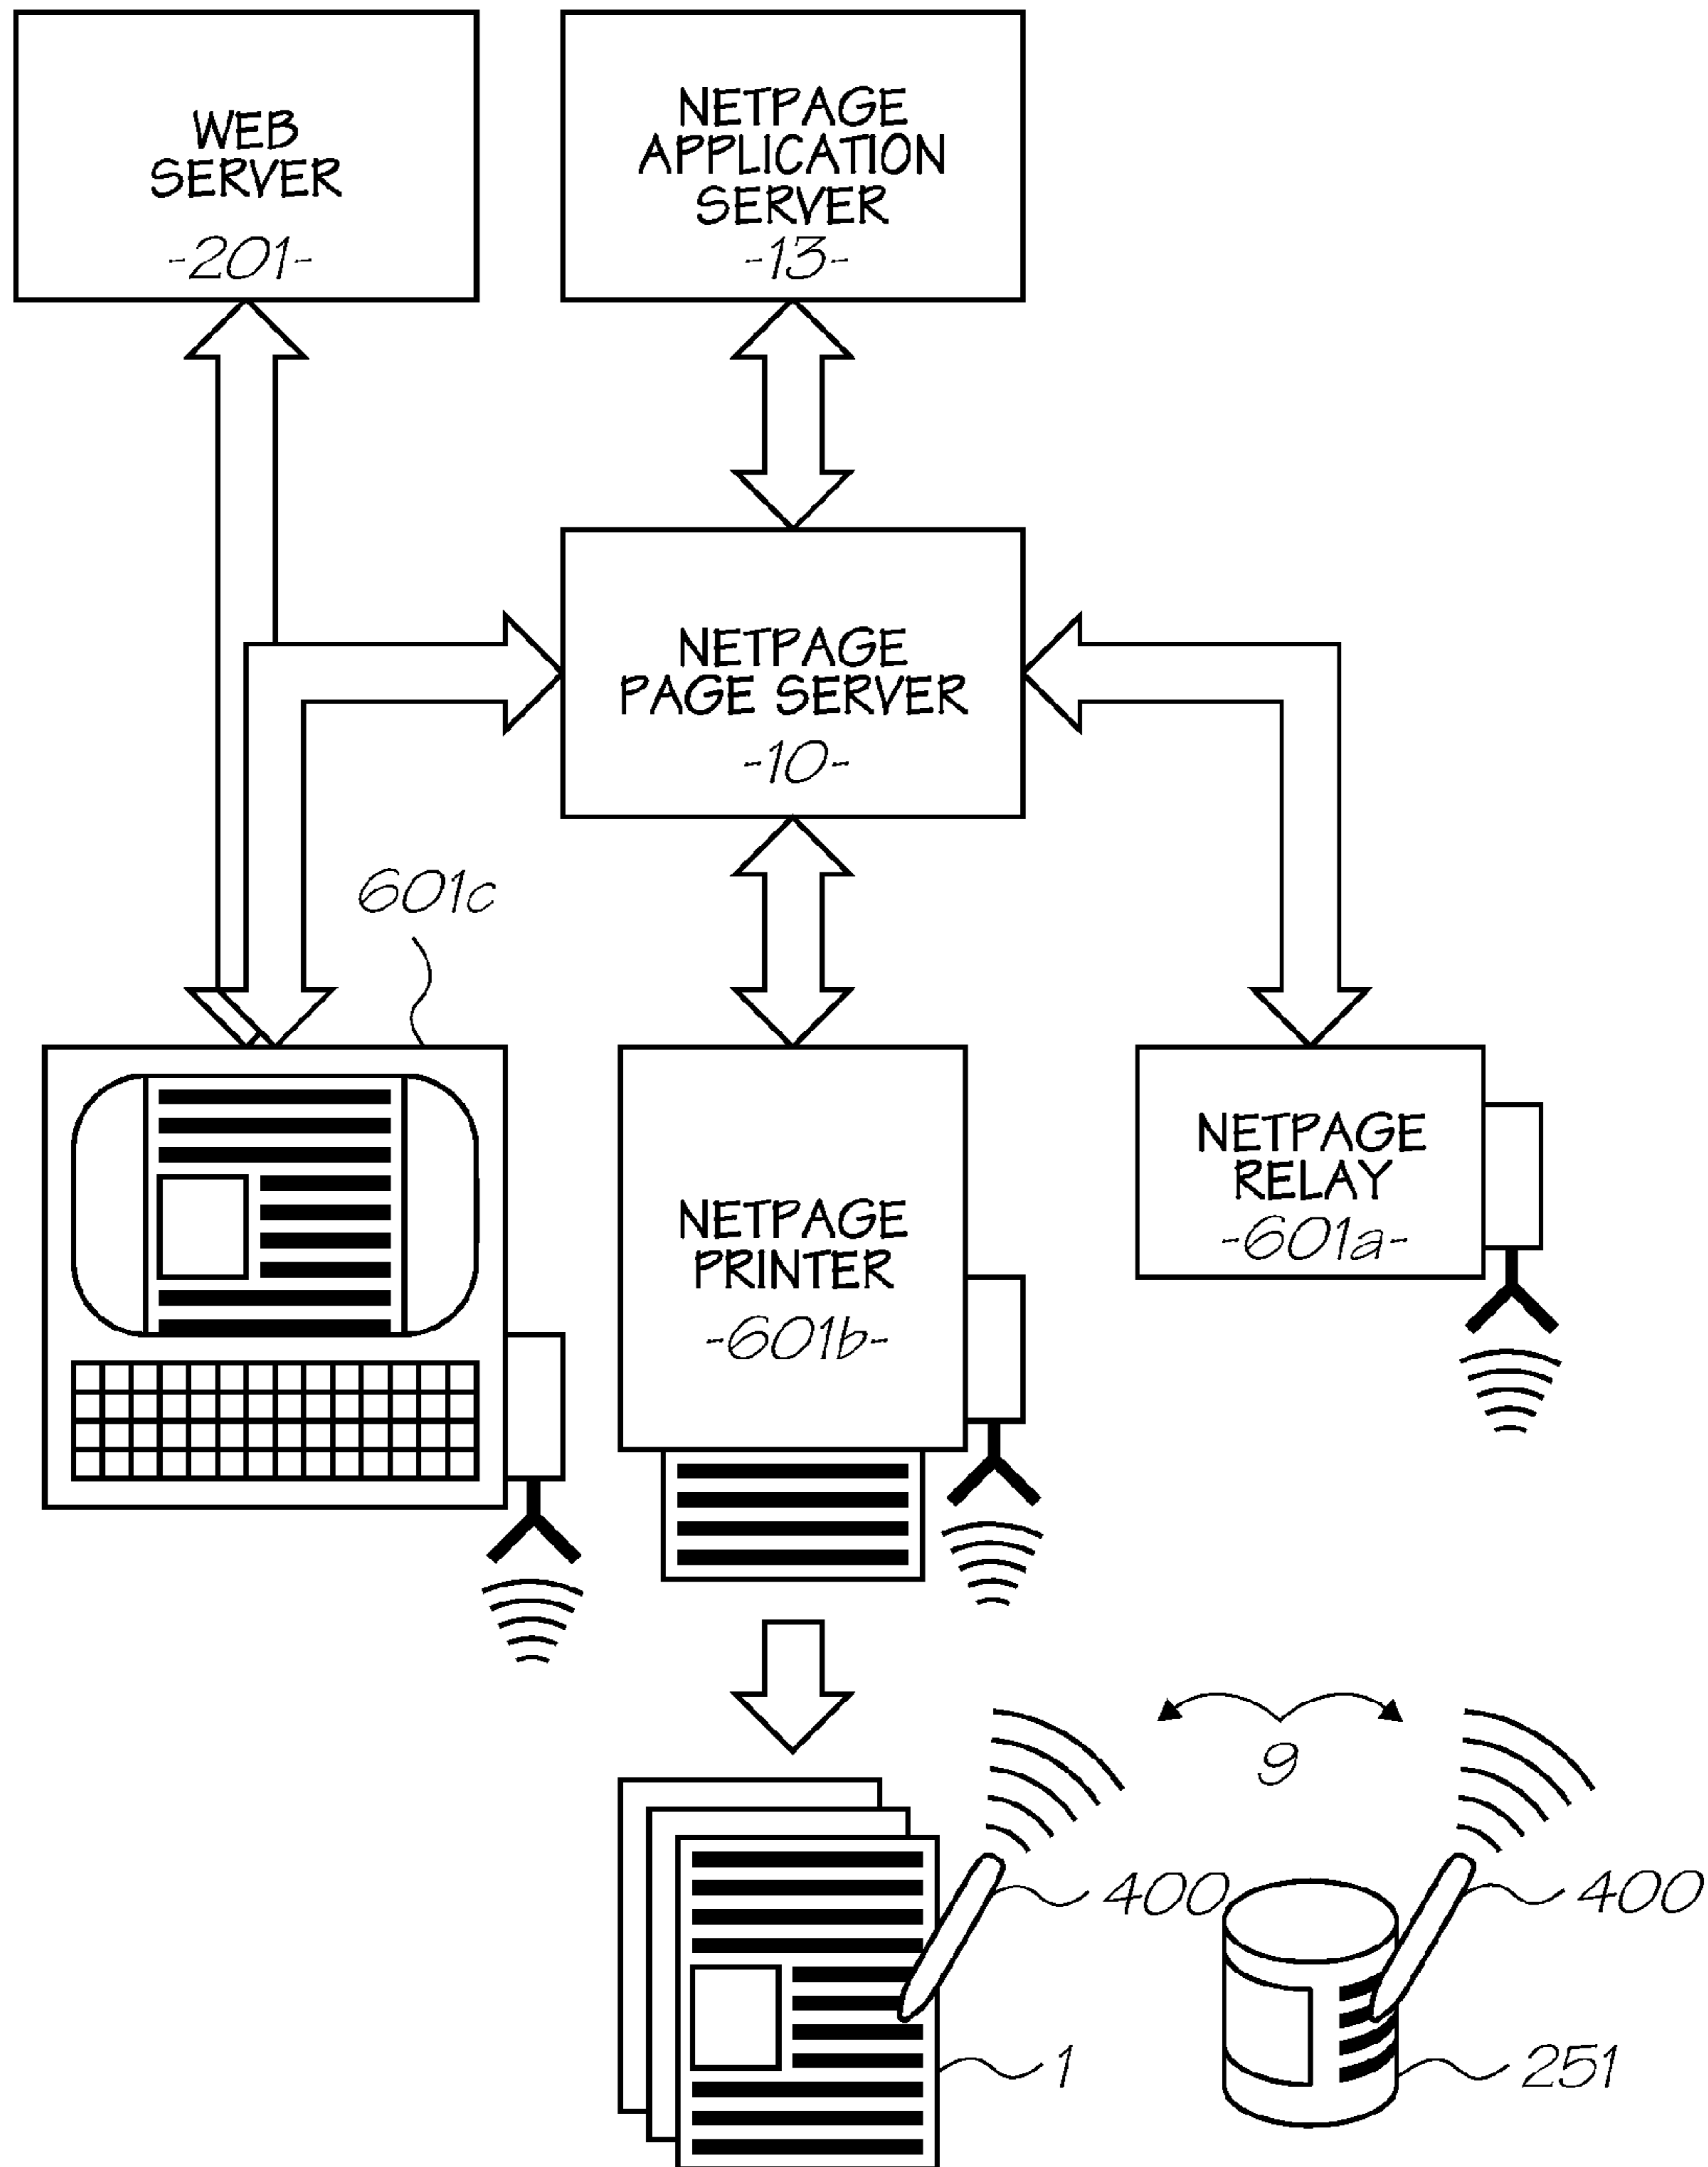 WEB
SERVER
-201-
NETPAGE
APPLICATION
SERVER
-13-
NETPAGE
PAGE SERVER
-10-
601c
NETPAGE
PRINTER
-601b-
NETPAGE
RELAY
-601a-
9
400
400
1
251